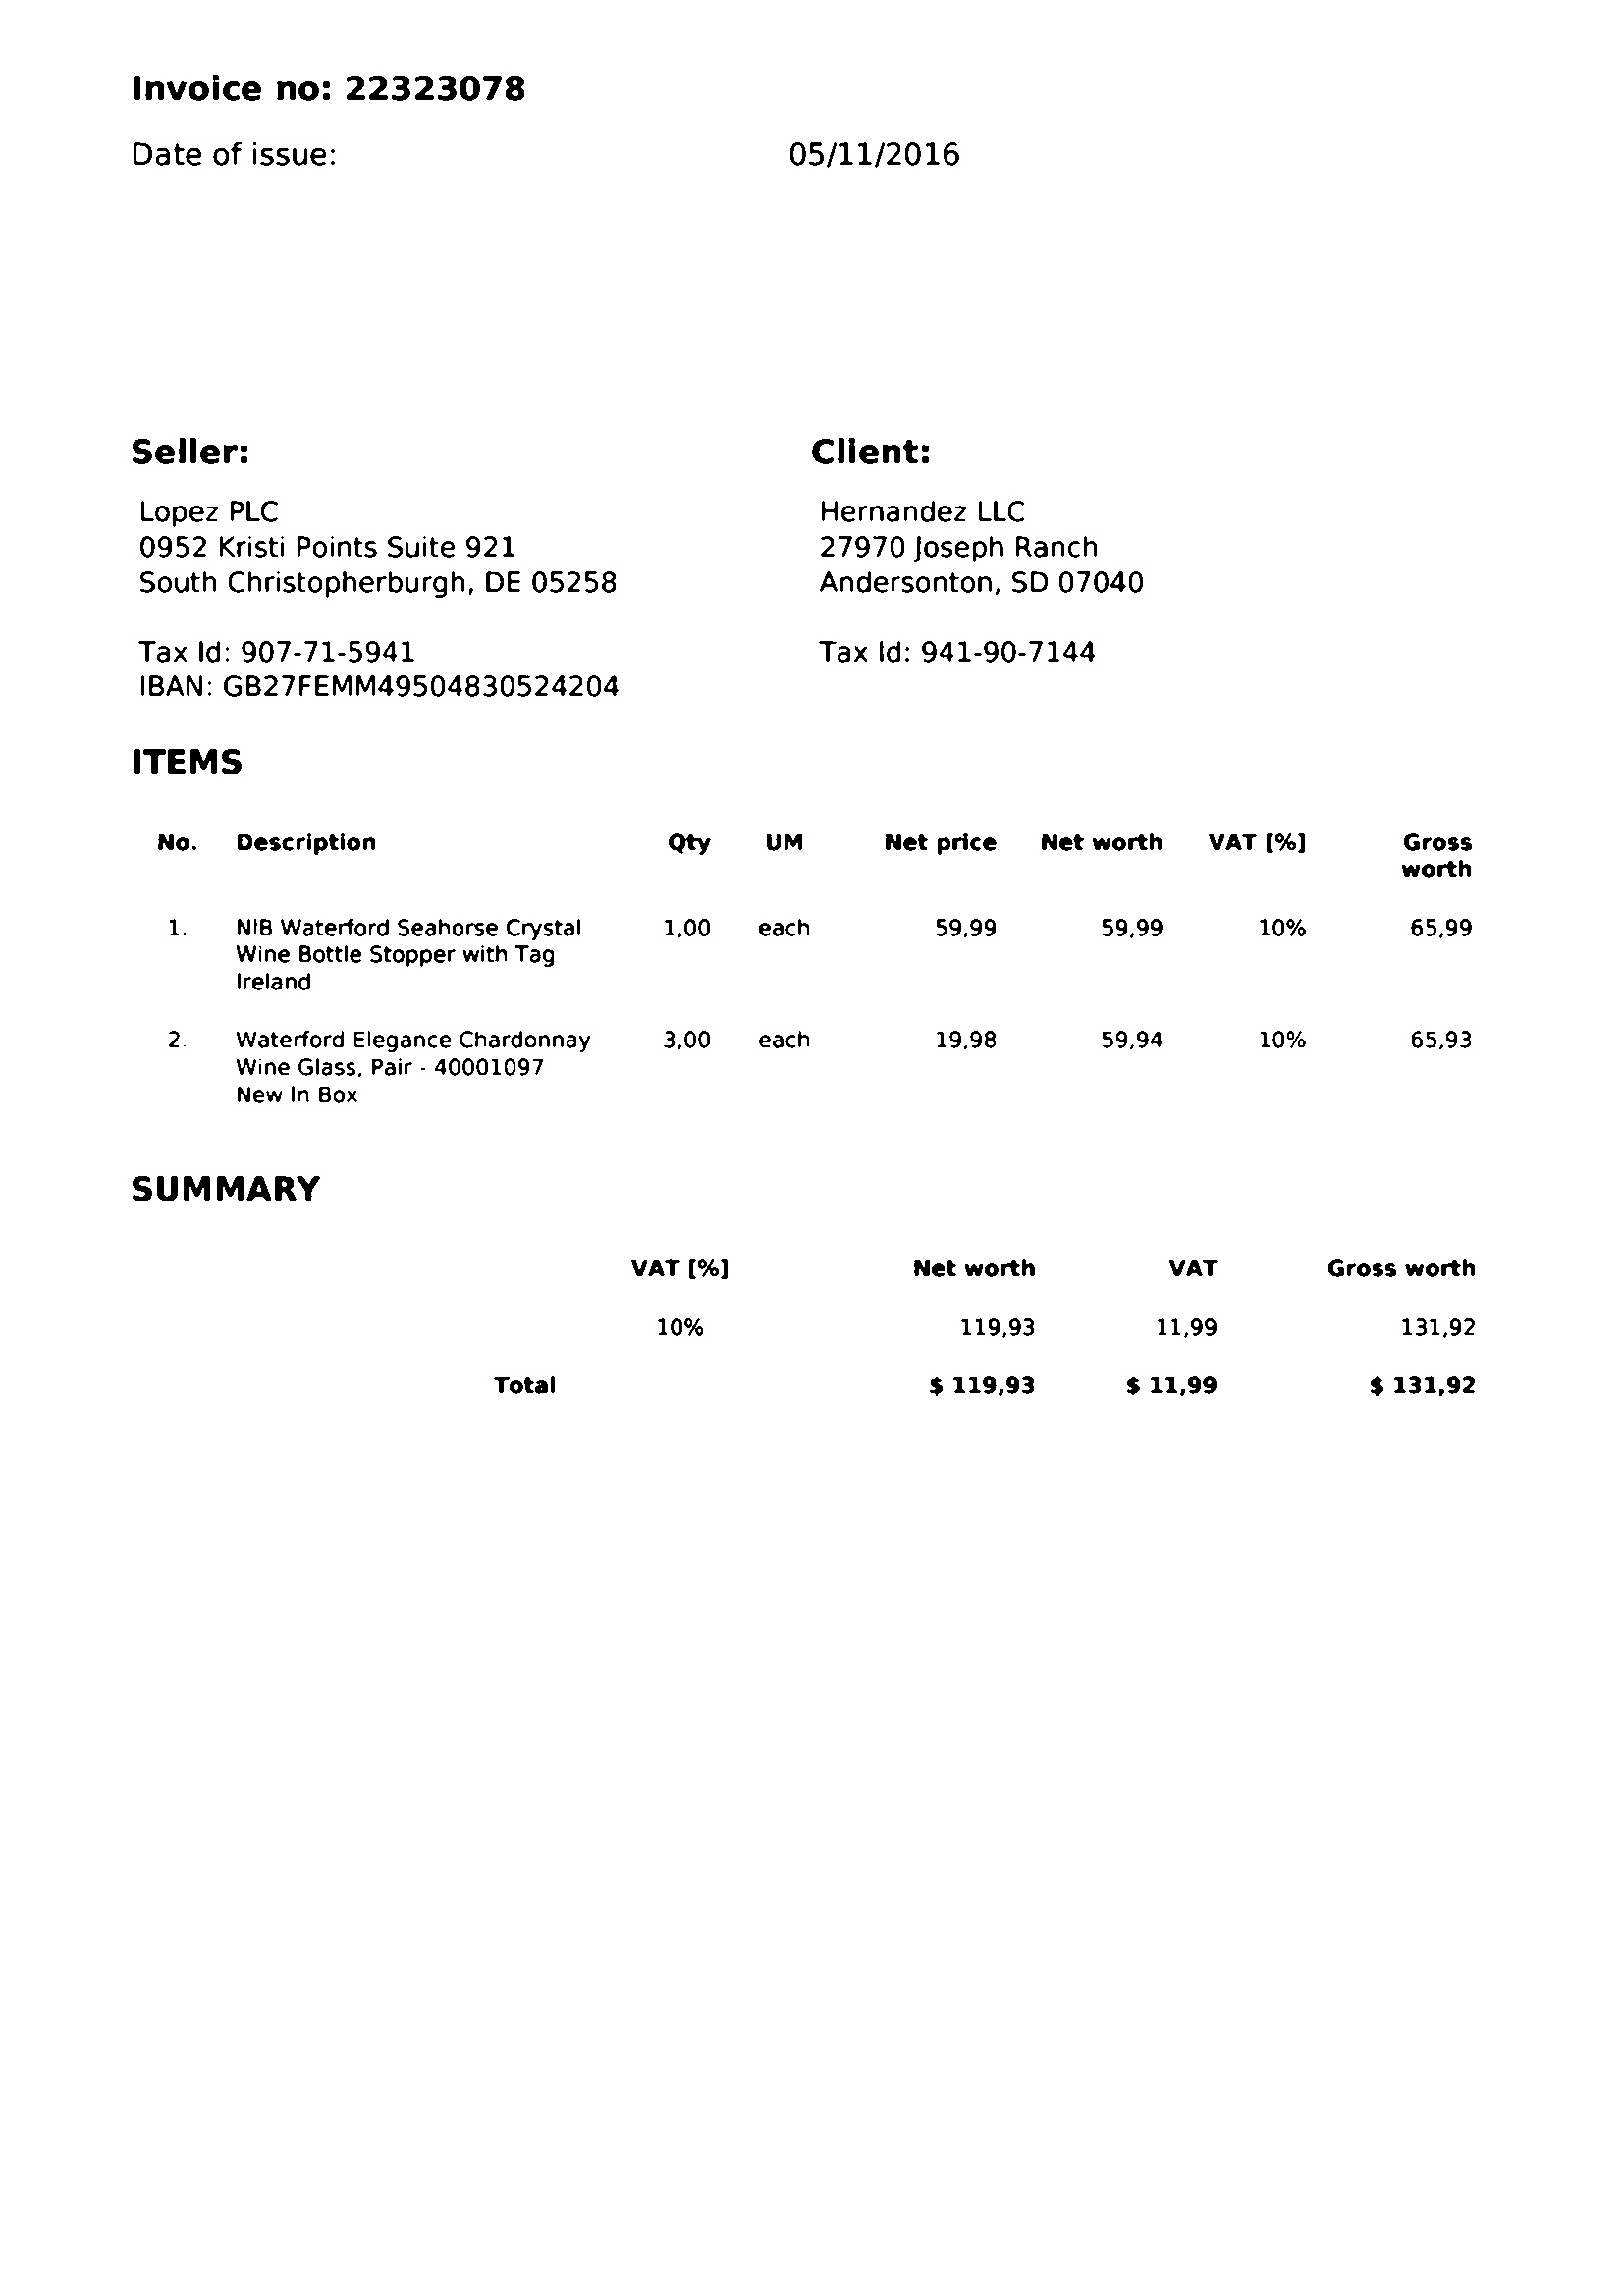 Invoice no: 22323078
Date of issue: 05/11/2016
Seller:
Lopez PLC
0952 Kristi Points Suite 921
South Christopherburgh, DE 05258
Tax Id: 907-71-5941
IBAN: GB27FEMM49504830524204
Client:
Hernandez LLC
27970 Joseph Ranch
Andersonton, SD 07040
Tax Id: 941-90-7144
ITEMS
No. Description Qty UM Net price Net worth VAT [%] Gross
worth
1. NIB Waterford Seahorse Crystal 1,00 each 59,99 59,99 10% 65,99
Wine Bottle Stopper with Tag
Ireland
2. Waterford Elegance Chardonnay 3,00 each 19,98 59,94 10% 65,93
Wine Glass, Pair - 40001097
New In Box
SUMMARY
VAT [%] Net worth VAT Gross worth
10% 119,93 11,99 131,92
Total $ 119,93 $ 11,99 $ 131,92